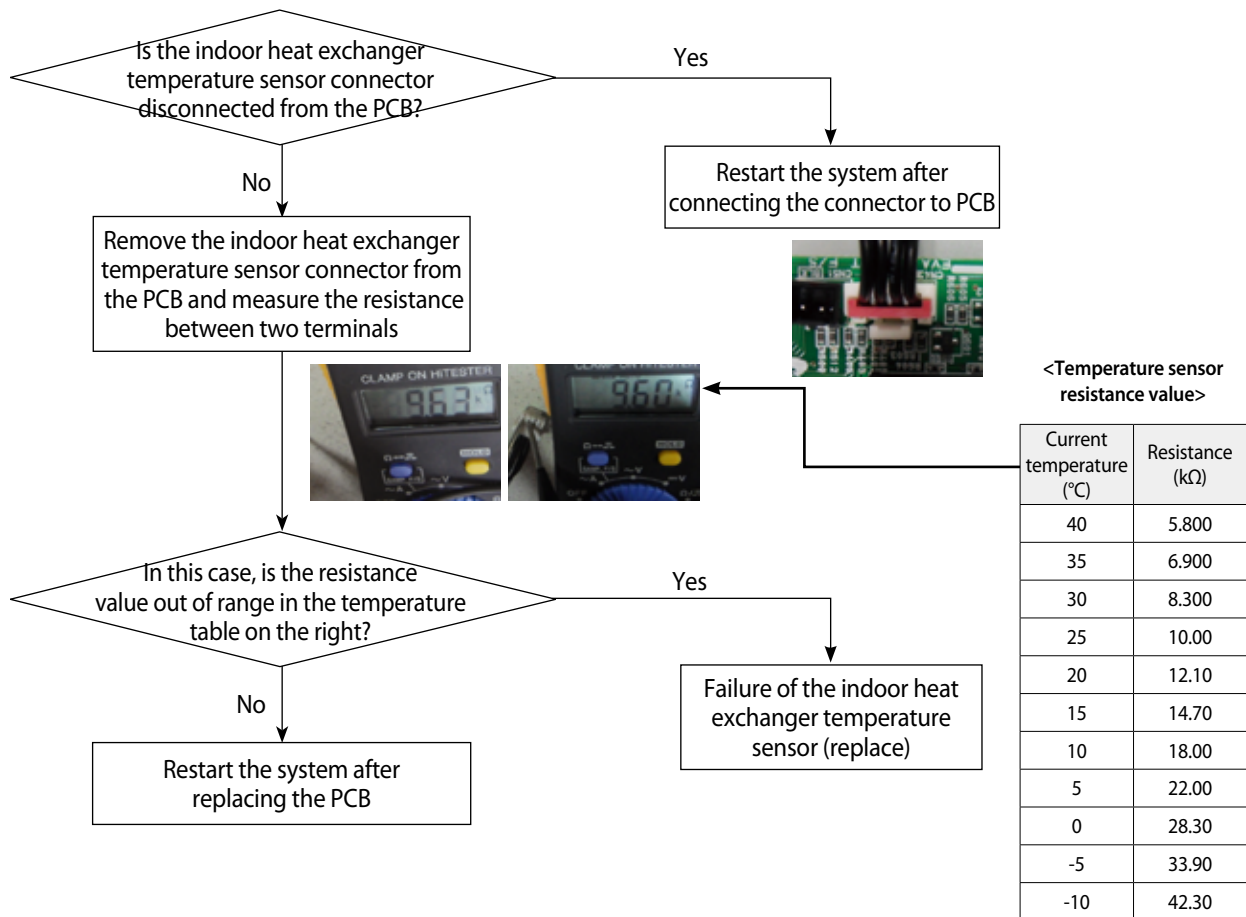 Is the indoor heat exchanger
temperature sensor connector
disconnected from the PCB?
Yes
No
Restart the system after
connecting the connector to PCB
Remove the indoor heat exchanger
temperature sensor connector from
the PCB and measure the resistance
between two terminals
CLAMP ON HiTESTER
9.63
HOLD
CLAMP ON HiTESTER
9.60
HOLD
OFF
<Temperature sensor
resistance value>
Current
temperature
(°C)
Resistance
(kΩ)
40 5.800
35 6.900
30 8.300
25 10.00
20 12.10
15 14.70
10 18.00
5 22.00
0 28.30
-5 33.90
-10 42.30
In this case, is the resistance
value out of range in the temperature
table on the right?
Yes
No
Failure of the indoor heat
exchanger temperature
sensor (replace)
Restart the system after
replacing the PCB